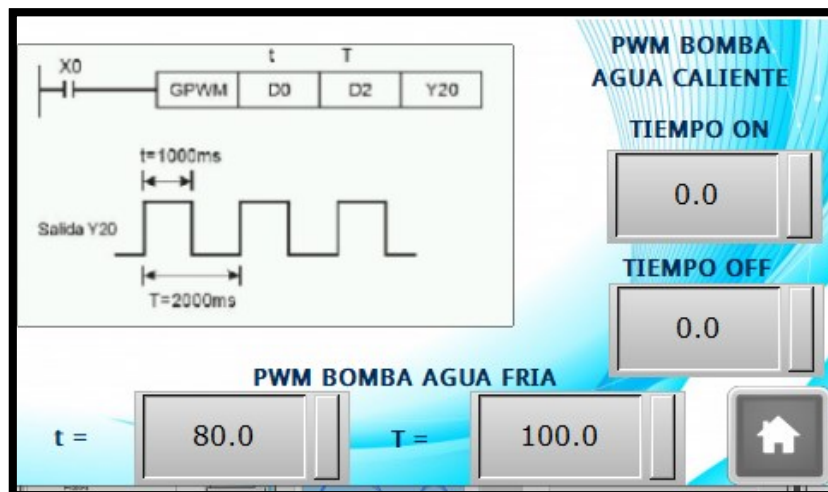 t T
X0
GPWM D0 D2 Y20
t=1000ms
Salida Y20
T=2000ms
PWM BOMBA
AGUA CALIENTE
TIEMPO ON
0.0
TIEMPO OFF
0.0
PWM BOMBA AGUA FRIA
t = 80.0 T = 100.0